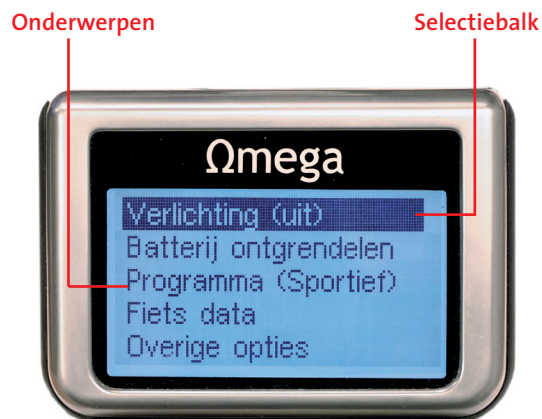 Onderwerpen Selectiebalk
Ωmega
Verlichting (uit)
Batterij ontgrendelen
Programma (Sportief)
Fiets data
Overige opties